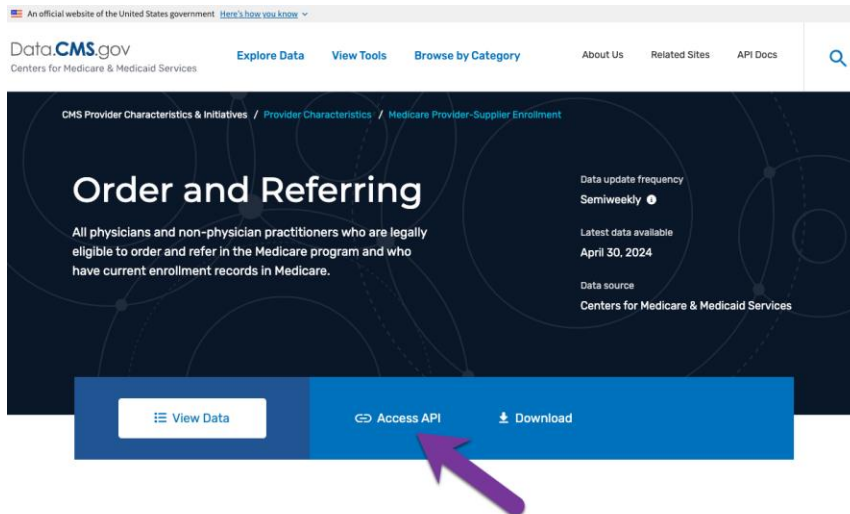 An official website of the United States government Here's how you know
Data.CMS.gov
Centers for Medicare & Medicaid Services
Explore Data View Tools Browse by Category
About Us Related Sites API Docs
CMS Provider Characteristics & Initiatives / Provider Characteristics / Medicare Provider-Supplier Enrollment
Order and Referring
All physicians and non-physician practitioners who are legally
eligible to order and refer in the Medicare program and who
have current enrollment records in Medicare.
Data update frequency
Semiweekly
Latest data available
April 30, 2024
Data source
Centers for Medicare & Medicaid Services
View Data Access API Download